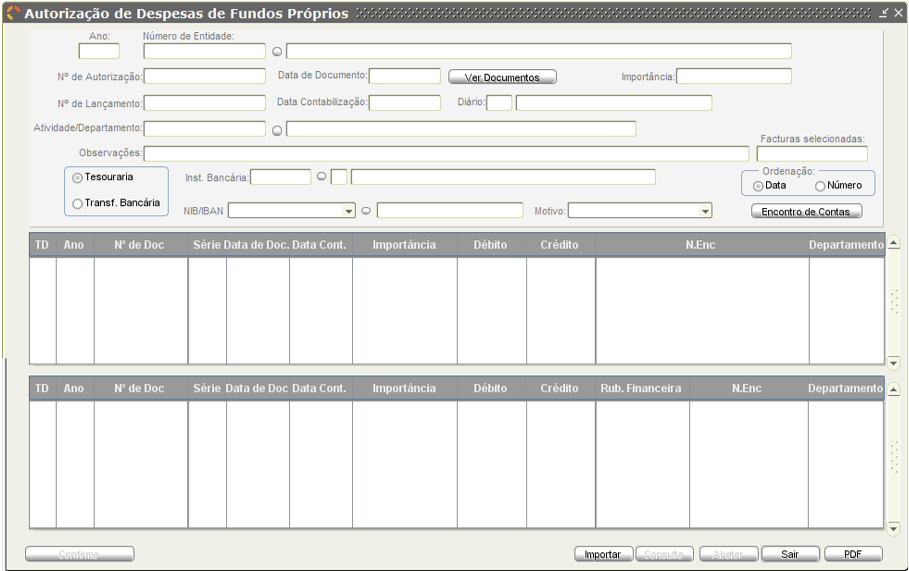 Autorização de Despesas de Fundos Próprios
Ano: Número de Entidade:
Nº de Autorização: Data de Documento: Ver Documentos Importância:
Nº de Lançamento: Data Contabilização: Diário:
Atividade/Departamento:
Facturas selecionadas:
Observações:
Tesouraria Inst. Bancária: Ordenação:
Data Número
Transf. Bancária NIB/IBAN Motivo: Encontro de Contas
TD Ano Nº de Doc Série Data de Doc. Data Cont. Importância Débito Crédito N.Enc Departamento
TD Ano Nº de Doc Série Data de Doc Data Cont. Importância Débito Crédito Rub. Financeira N.Enc Departamento
Confirme Importar Consulta Abater Sair PDF